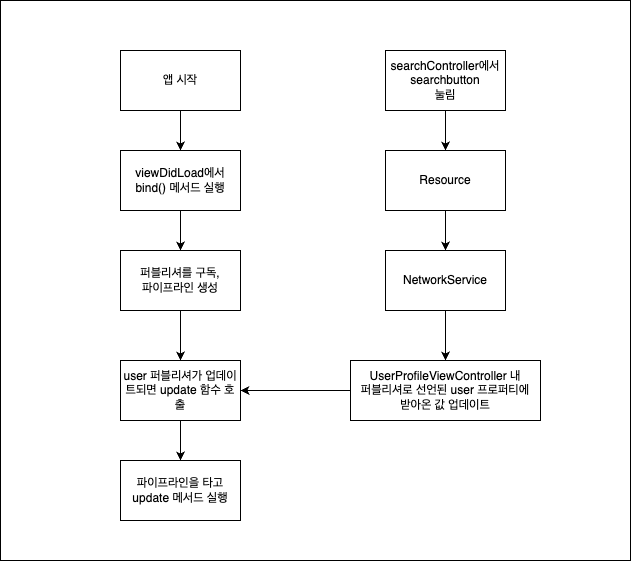 앱 시작
viewDidLoad에서
bind() 메서드 실행
퍼블리셔를 구독,
파이프라인 생성
user 퍼블리셔가 업데이
트되면 update 함수 호
출
파이프라인을 타고
update 메서드 실행
searchController에서
searchbutton
눌림
Resource
NetworkService
UserProfileViewController 내
퍼블리셔로 선언된 user 프로퍼티에
받아온 값 업데이트